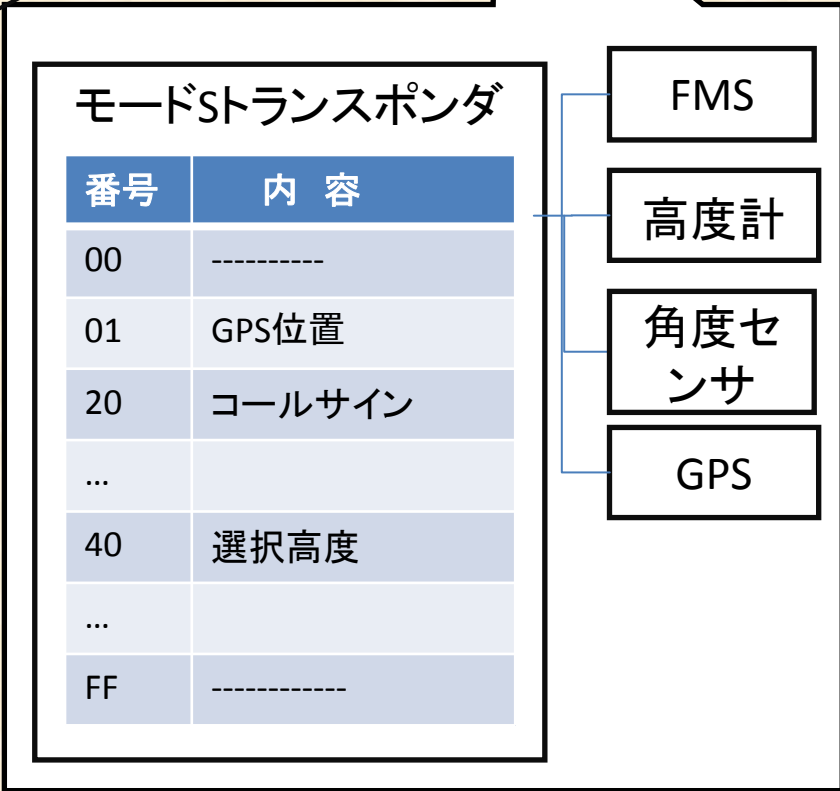 モードSトランスポンダ
番号 内 容
00 ----------
01 GPS位置
20 コールサイン
...
40 選択高度
...
FF ------------
FMS
高度計
角度セ
ンサ
GPS